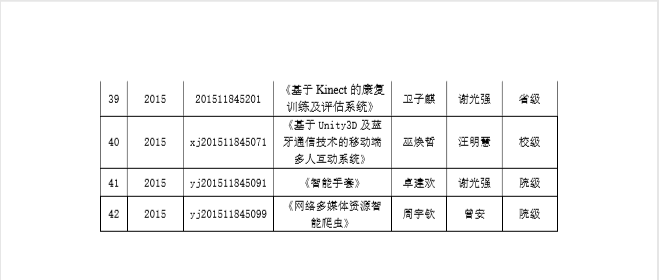 39 2015 201511845201 《基于 Kinect 的康复 卫子麒 谢光强 省级
训练及评估系统》
40 2015 xj201511845071 《基于 Unity3D 及蓝 巫焕哲 汪明慧 校级
牙通信技术的移动端
多人互动系统》
41 2015 yj201511845091 《智能手套》 卓建欢 谢光强 院级
42 2015 yj201511845099 《网络多媒体资源智 周宇钦 曾安 院级
能爬虫》